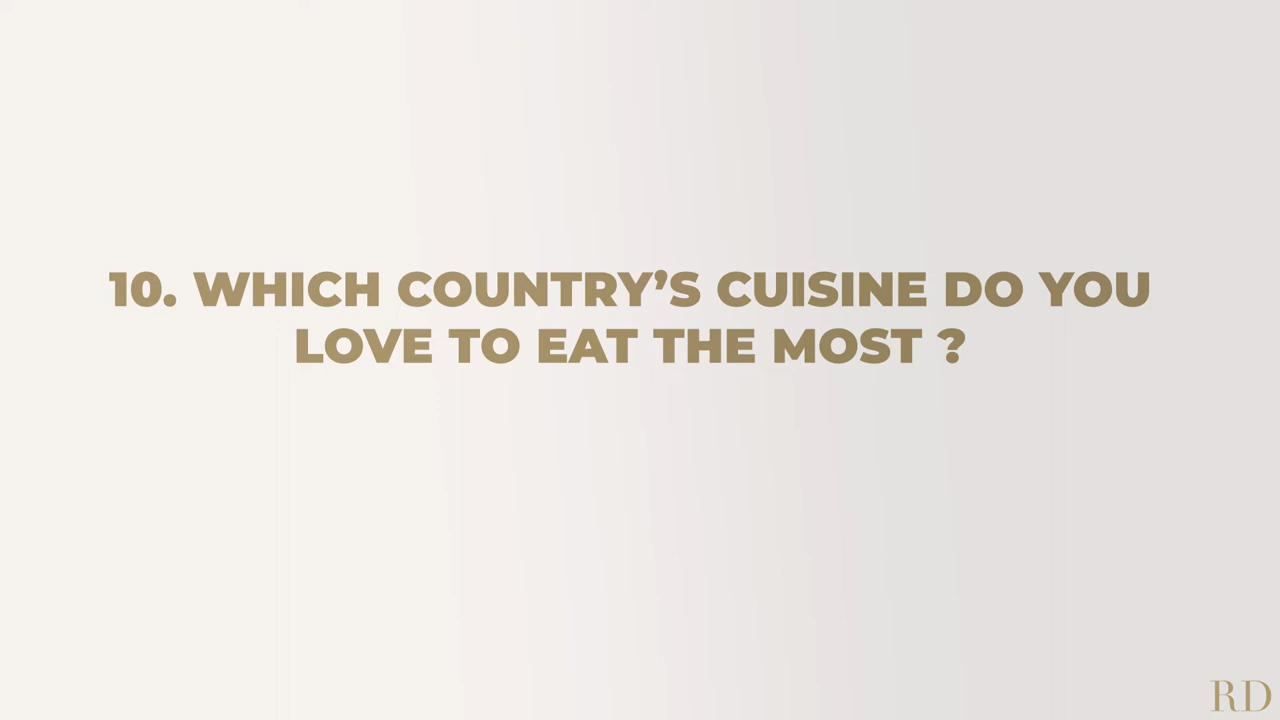 10. WHICH COUNTRY’S CUISINE DO YOU
LOVE TO EAT THE MOST ?
RD